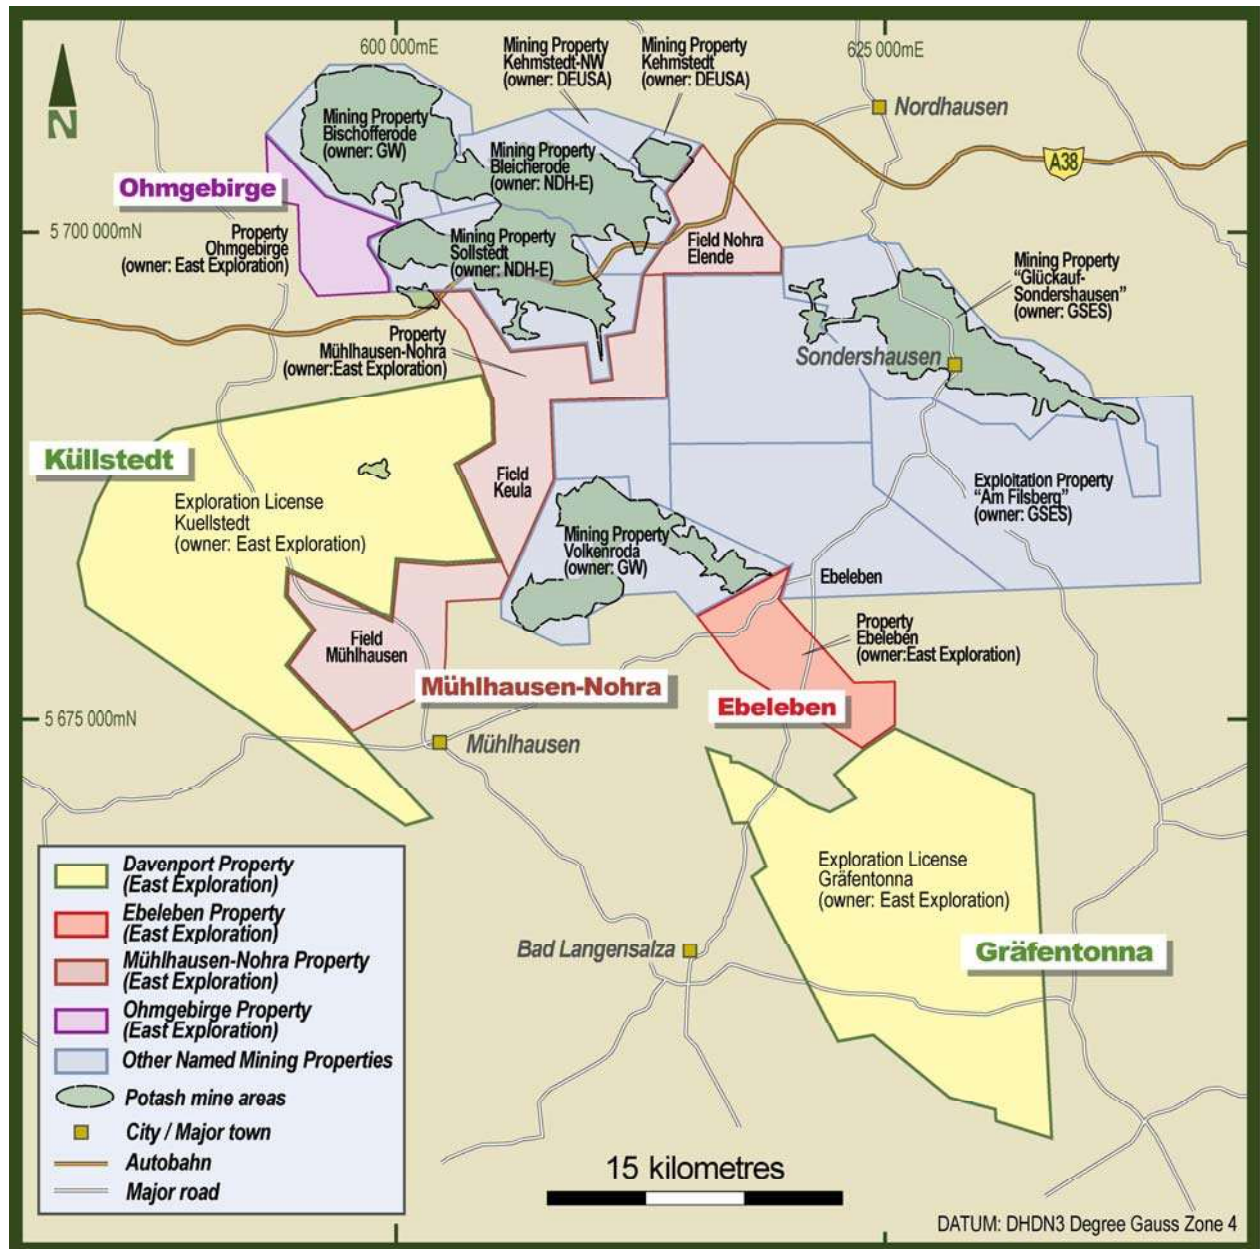 600 000mE
625 000mE
N
Mining Property
Kehmstedt-NW
(owner: DEUSA)
Mining Property
Kehmstedt
(owner: DEUSA)
Nordhausen
Mining Property
Bischofferode
(owner: GW)
Mining Property
Bleicherode
(owner: NDH-E)
A38
Ohmgebirge
5 700 000mN
Property
Ohmgebirge
(owner: East Exploration)
Mining Property
Sollstedt
(owner: NDH-E)
Field Nohra
Elende
Mining Property
“Glückauf-
Sondershausen”
(owner: GSES)
Property
Mühlhausen-Nohra
(owner:East Exploration)
Sondershausen
Küllstedt
Exploration License
Kuellstedt
(owner: East Exploration)
Field
Keula
Exploitation Property
“Am Filsberg”
(owner: GSES)
Mining Property
Volkenroda
(owner: GW)
Ebeleben
Field
Mühlhausen
Property
Ebeleben
(owner:East Exploration)
Mühlhausen-Nohra
Ebeleben
5 675 000mN
Mühlhausen
Exploration License
Gräfentonna
(owner: East Exploration)
Gräfentonna
Bad Langensalza
Davenport Property
(East Exploration)
Ebeleben Property
(East Exploration)
Mühlhausen-Nohra Property
(East Exploration)
Ohmgebirge Property
(East Exploration)
Other Named Mining Properties
Potash mine areas
City / Major town
Autobahn
Major road
15 kilometres
DATUM: DHDN3 Degree Gauss Zone 4